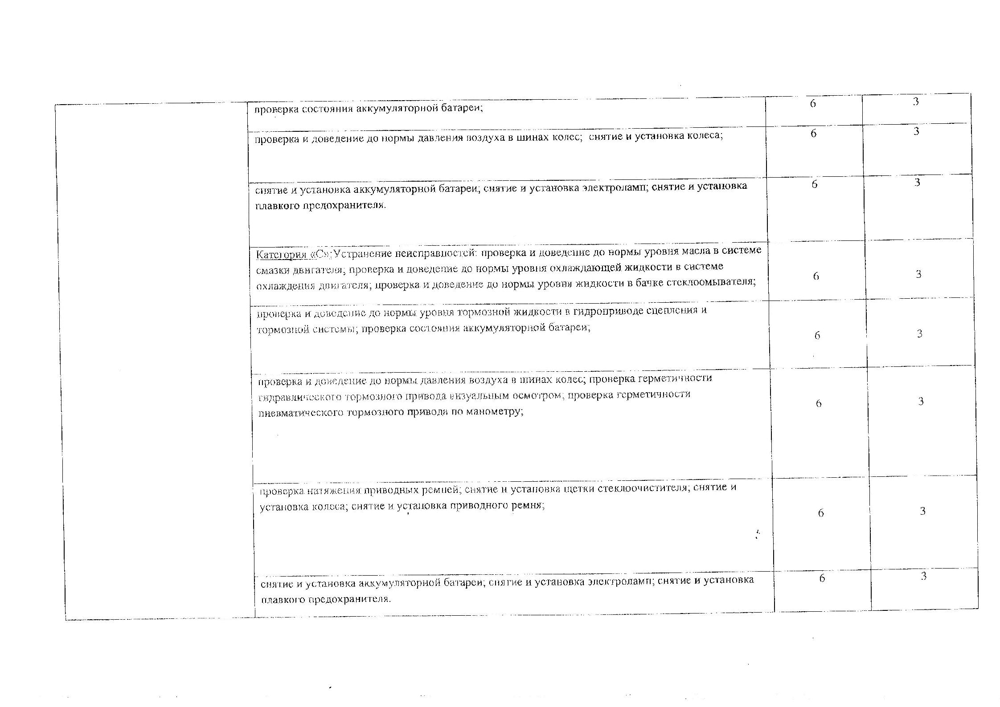 проверка состояния аккумуляторной батареи; 6 3
проверка и доведение до нормы давления воздуха в шинах колес; снятие и установка колеса; 6 3
снятие и установка аккумуляторной батареи; снятие и установка электроламп; снятие и установка 6 3
плавкого предохранителя.
Категория «С»:Устранение неисправностей: проверка и доведение до нормы уровня масла в системе
смазки двигателя; проверка и доведение до нормы уровня охлаждающей жидкости в системе
охлаждения двигателя; проверка и доведение до нормы уровня жидкости в бачке стеклоомывателя;
6 3
проверка и доведение до нормы уровня тормозной жидкости в гидроприводе сцепления и
тормозной системы; проверка состояния аккумуляторной батареи;
6 3
проверка и доведение до нормы давления воздуха в шинах колес; проверка герметичности
гидравлического тормозного привода визуальным осмотром; проверка герметичности
пневматического тормозного привода по манометру;
6 3
проверка натяжения приводных ремней; снятие и установка щетки стеклоочистителя; снятие и
установка колеса; снятие и установка приводного ремня;
6 3
снятие и установка аккумуляторной батареи; снятие и установка электроламп; снятие и установка 6 3
плавкого предохранителя.